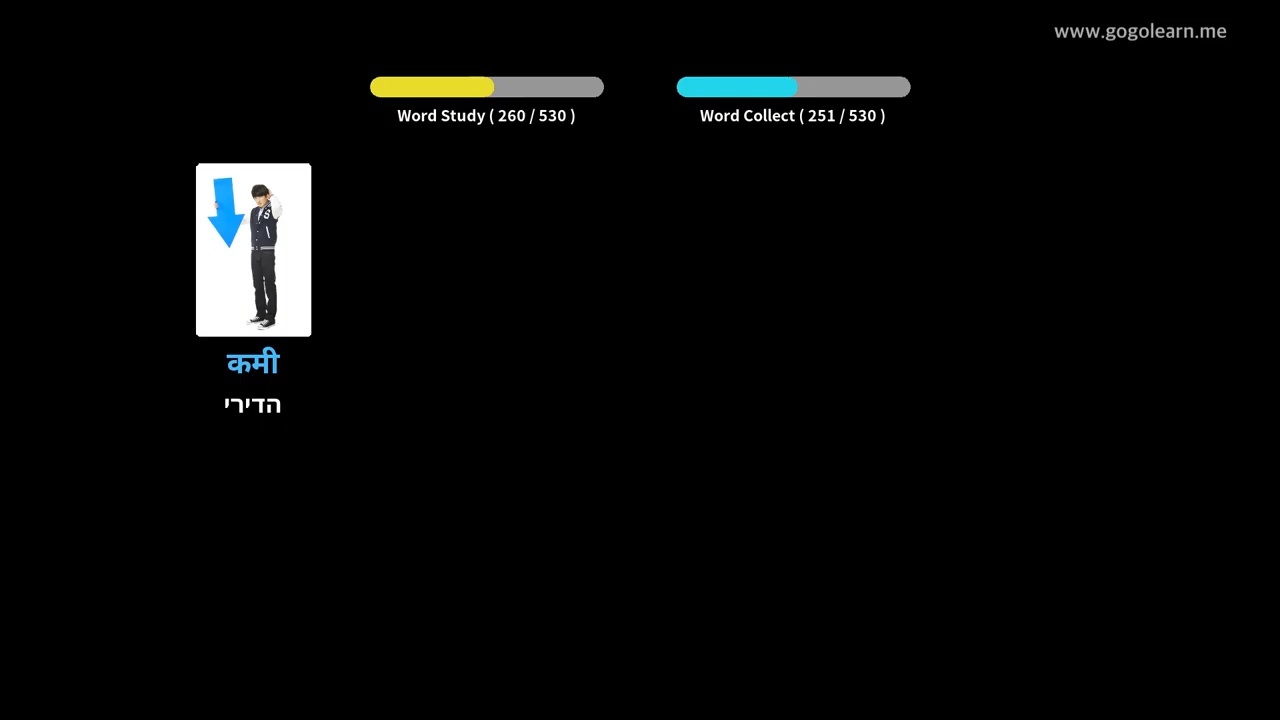 www.gogolearn.me
Word Study ( 260 / 530 )
Word Collect ( 251 / 530 )
S
कमी
הדירי